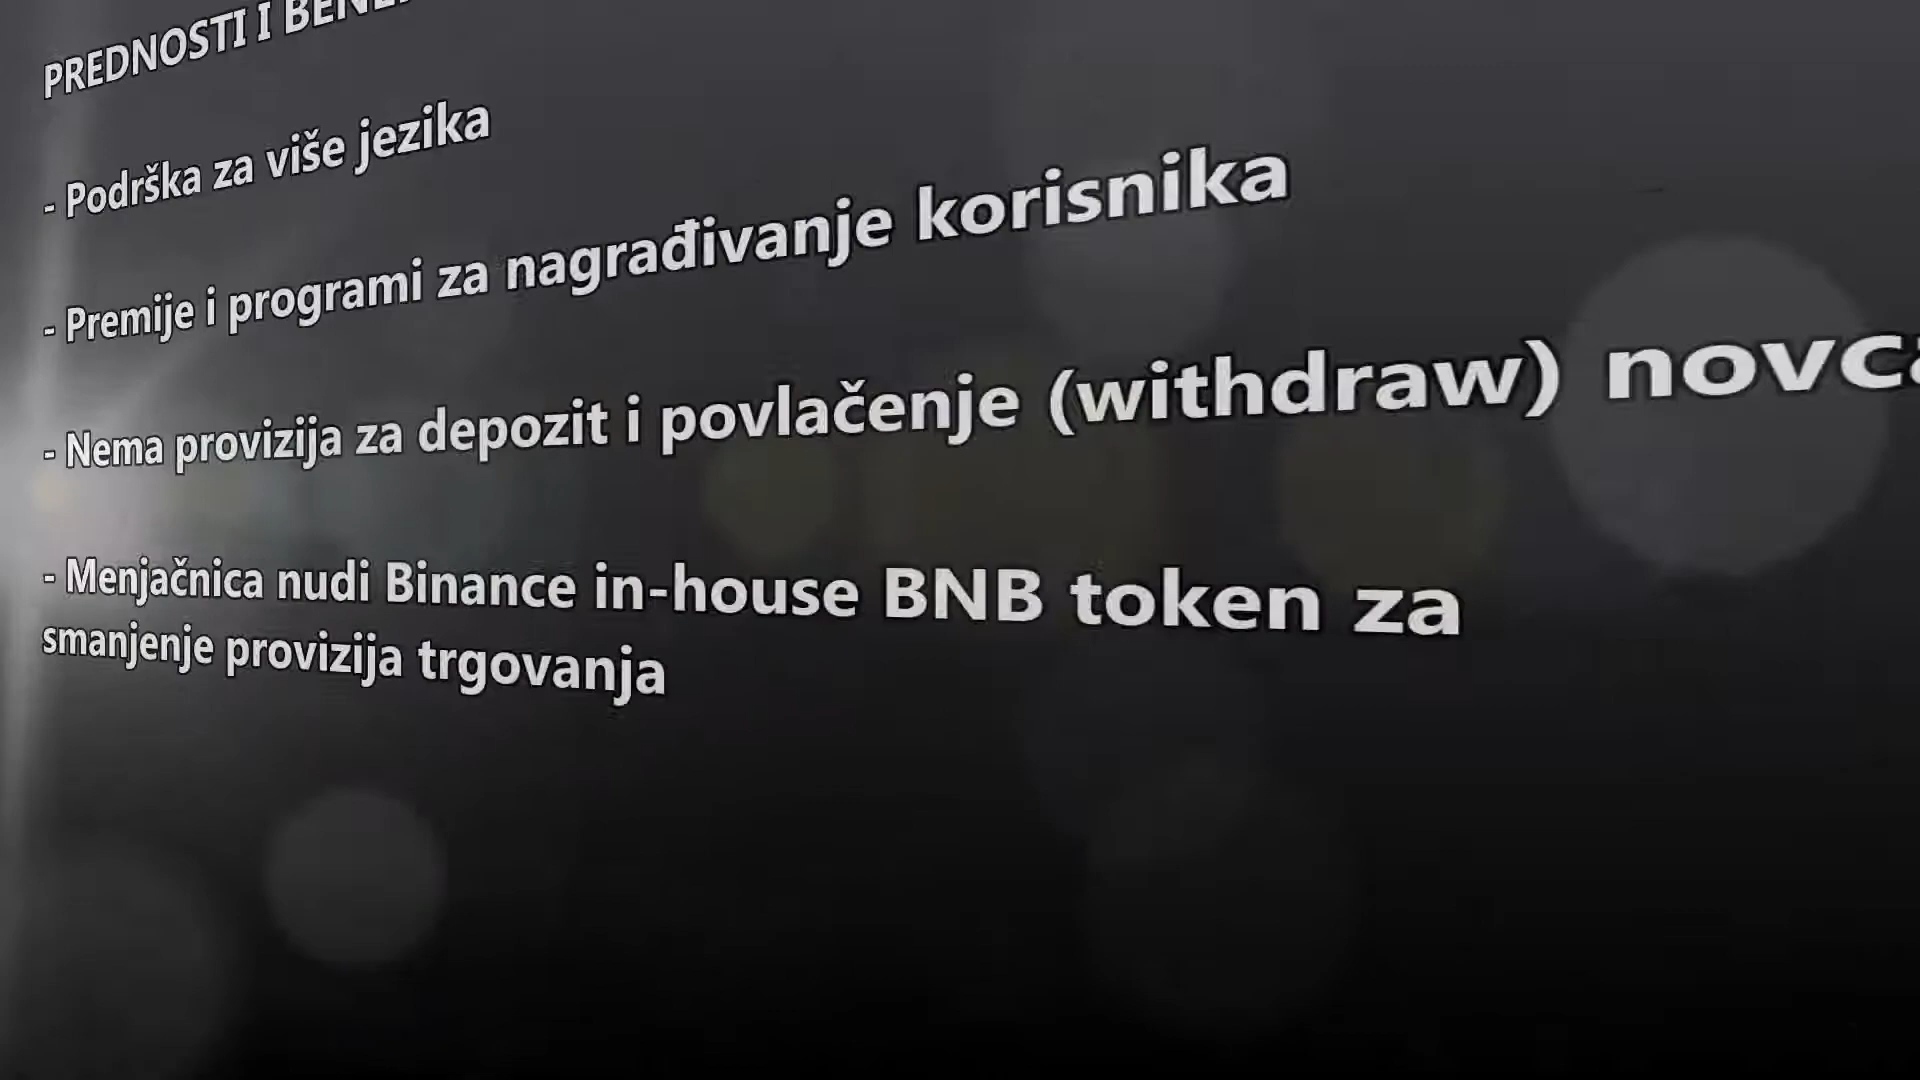 PREDNOSTI I
- Podrška za više jezika
- Premije i programi za nagrađivanje korisnika
- Nema provizija za depozit i povlačenje (withdraw)
- Menjačnica nudi Binance in-house BNB token za
smanjenje provizija trgovanja